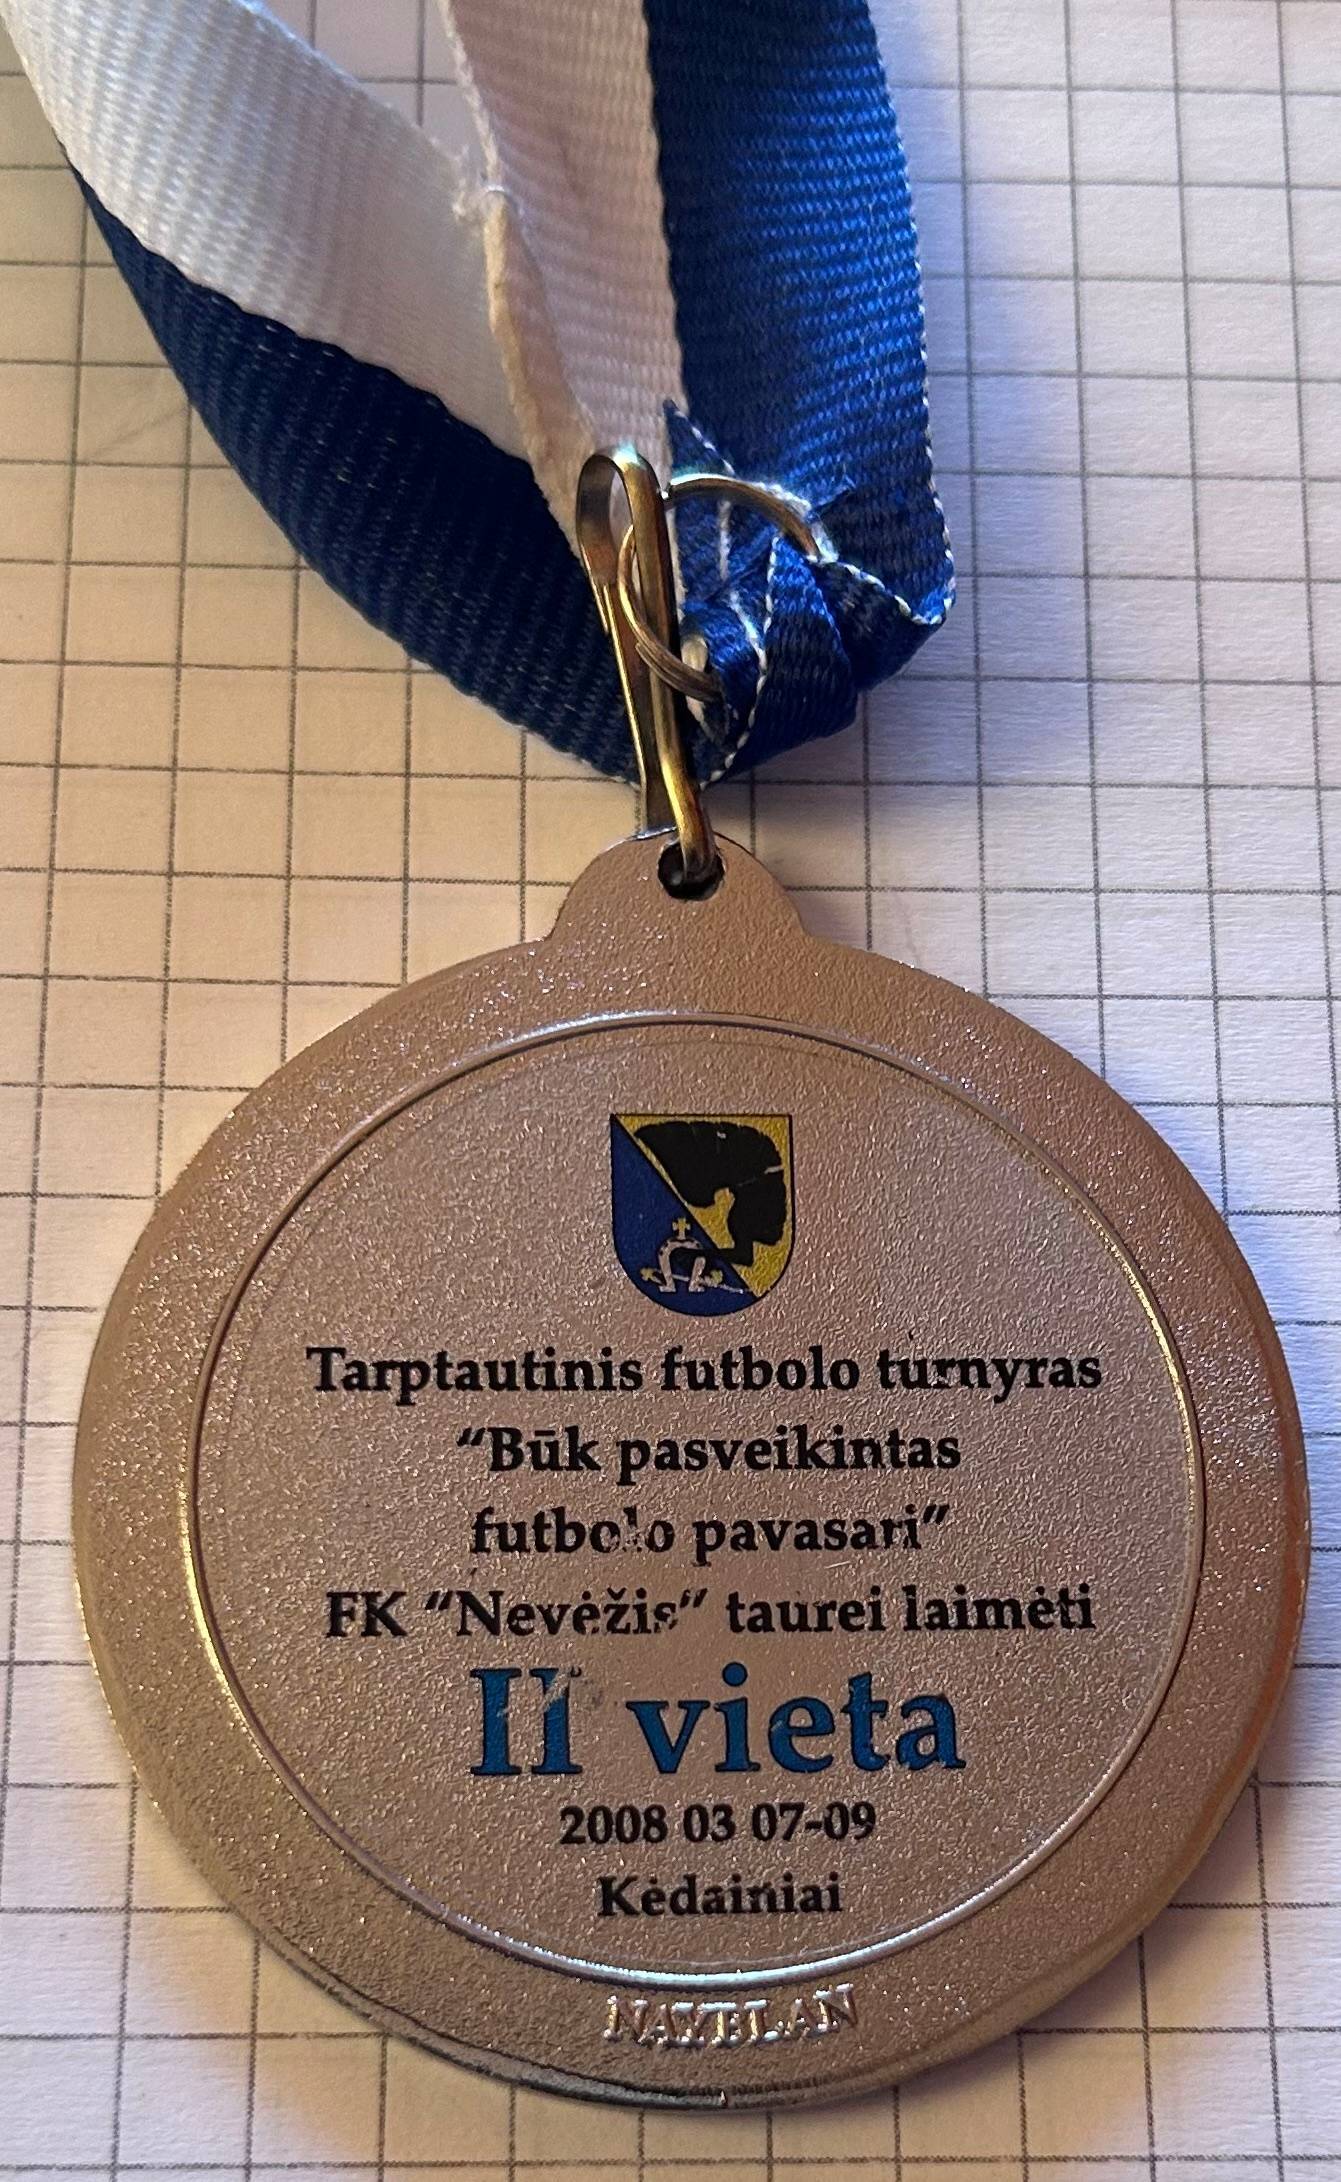 Tarptautinis futbolo turnyras
“Būk pasveikintas
futbolo pavasari”
FK “Nevėžis” taurei laimėti
II vieta
2008 03 07-09
Kėdainiai
NAYBLAN